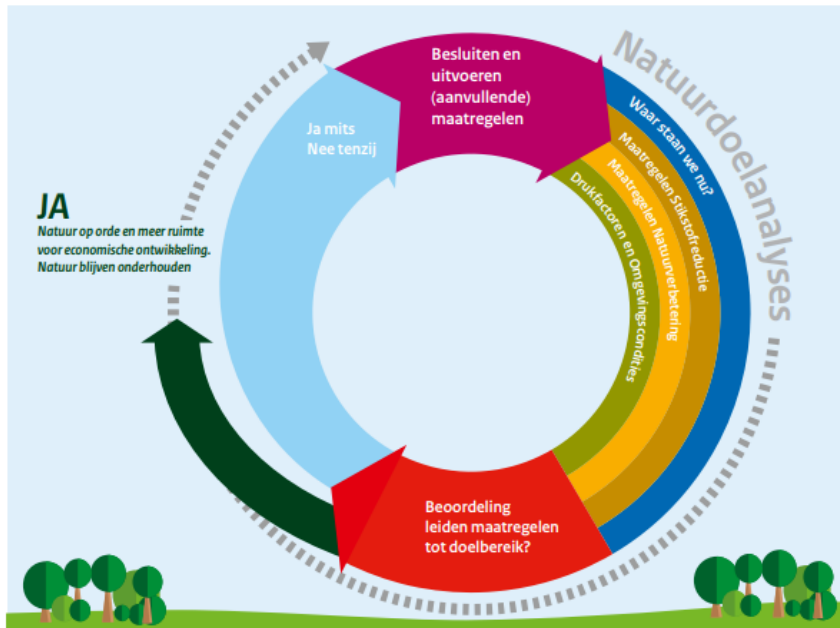 Natuurdoelanalyses
Besluiten en
uitvoeren
(aanvullende)
maatregelen
Ja mits
Nee tenzij
Waar staan we nu?
Maatregelen Stikstofreductie
Maatregelen Natuurverbetering
Drukfactoren en Omgevingscondities
JA
Natuur op orde en meer ruimte
voor economische ontwikkeling.
Natuur blijven onderhouden
Beoordeling
leiden maatregelen
tot doelbereik?